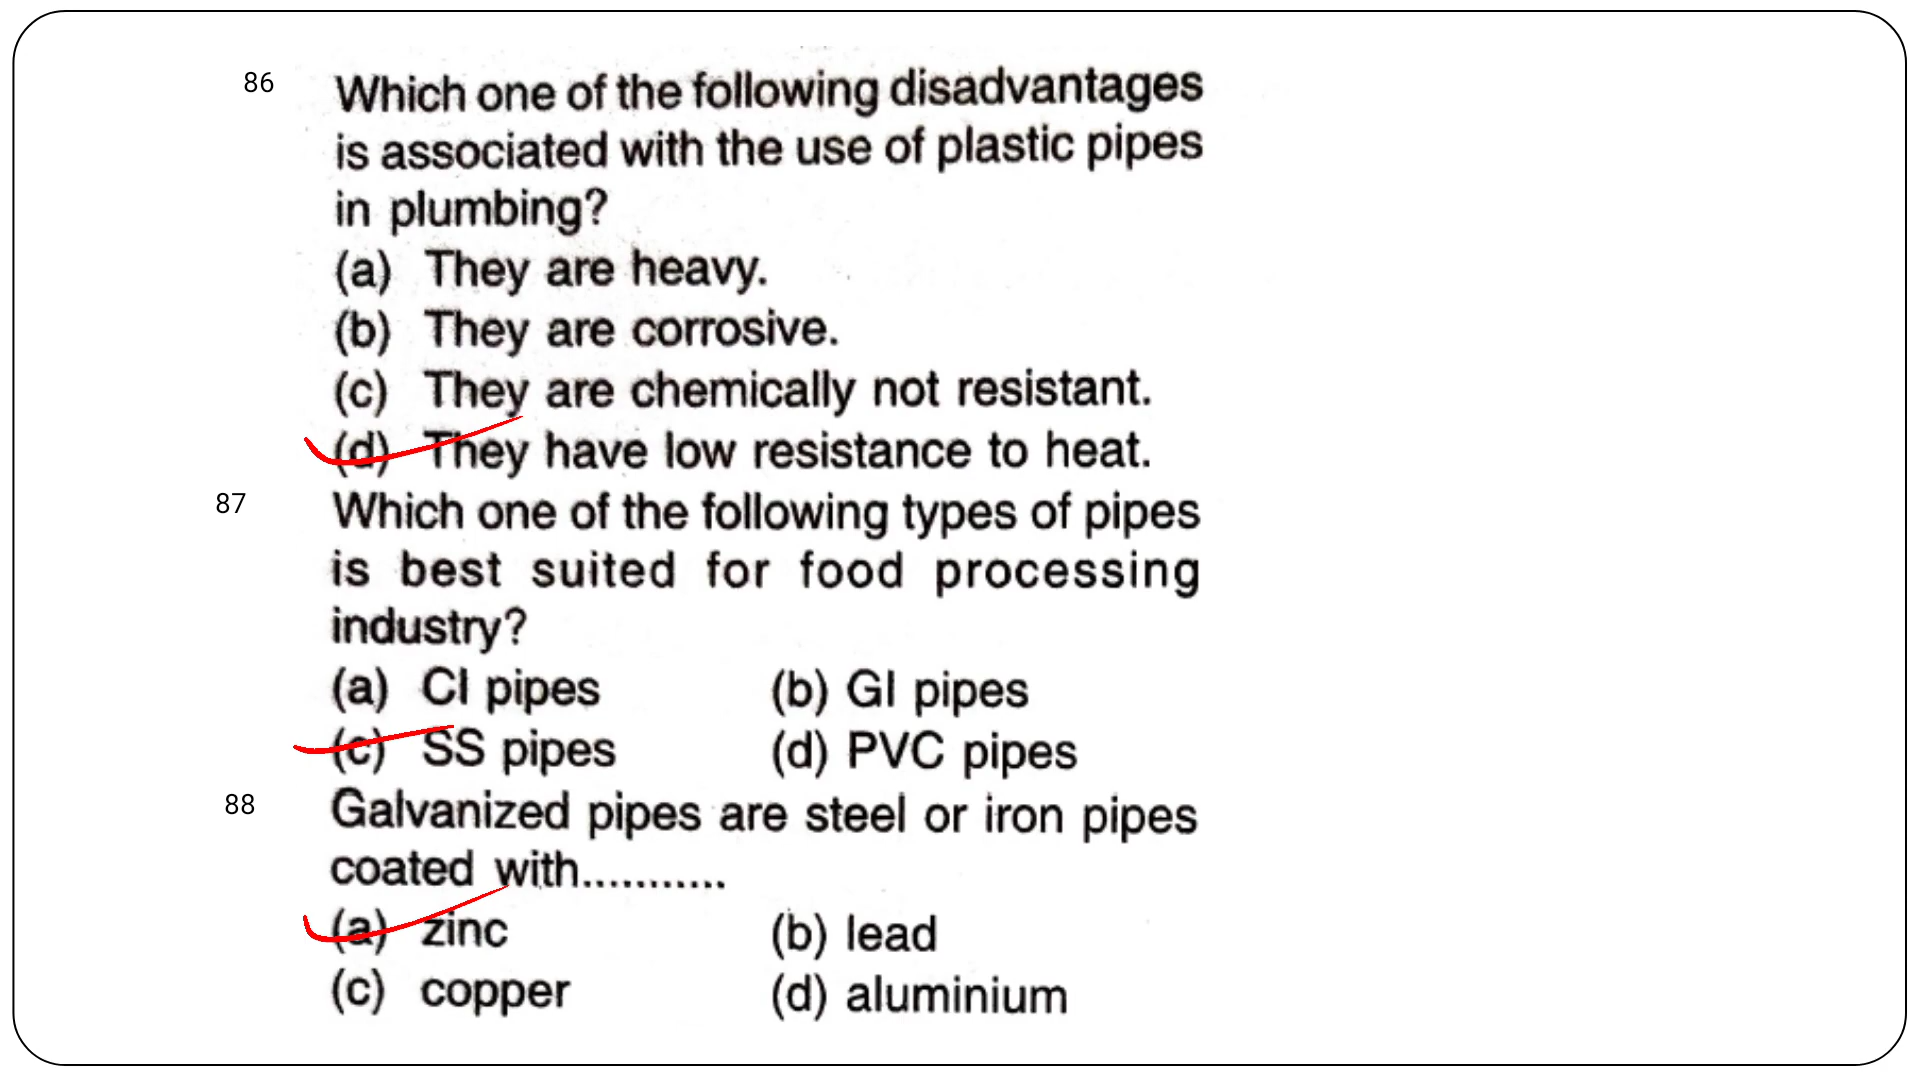 86 Which one of the following disadvantages
is associated with the use of plastic pipes
in plumbing?
(a) They are heavy.
(b) They are corrosive.
(c) They are chemically not resistant.
(d) They have low resistance to heat.
87 Which one of the following types of pipes
is best suited for food processing
industry?
(a) CI pipes (b) GI pipes
(c) SS pipes (d) PVC pipes
88 Galvanized pipes are steel or iron pipes
coated with...........
(a) zinc (b) lead
(c) copper (d) aluminium